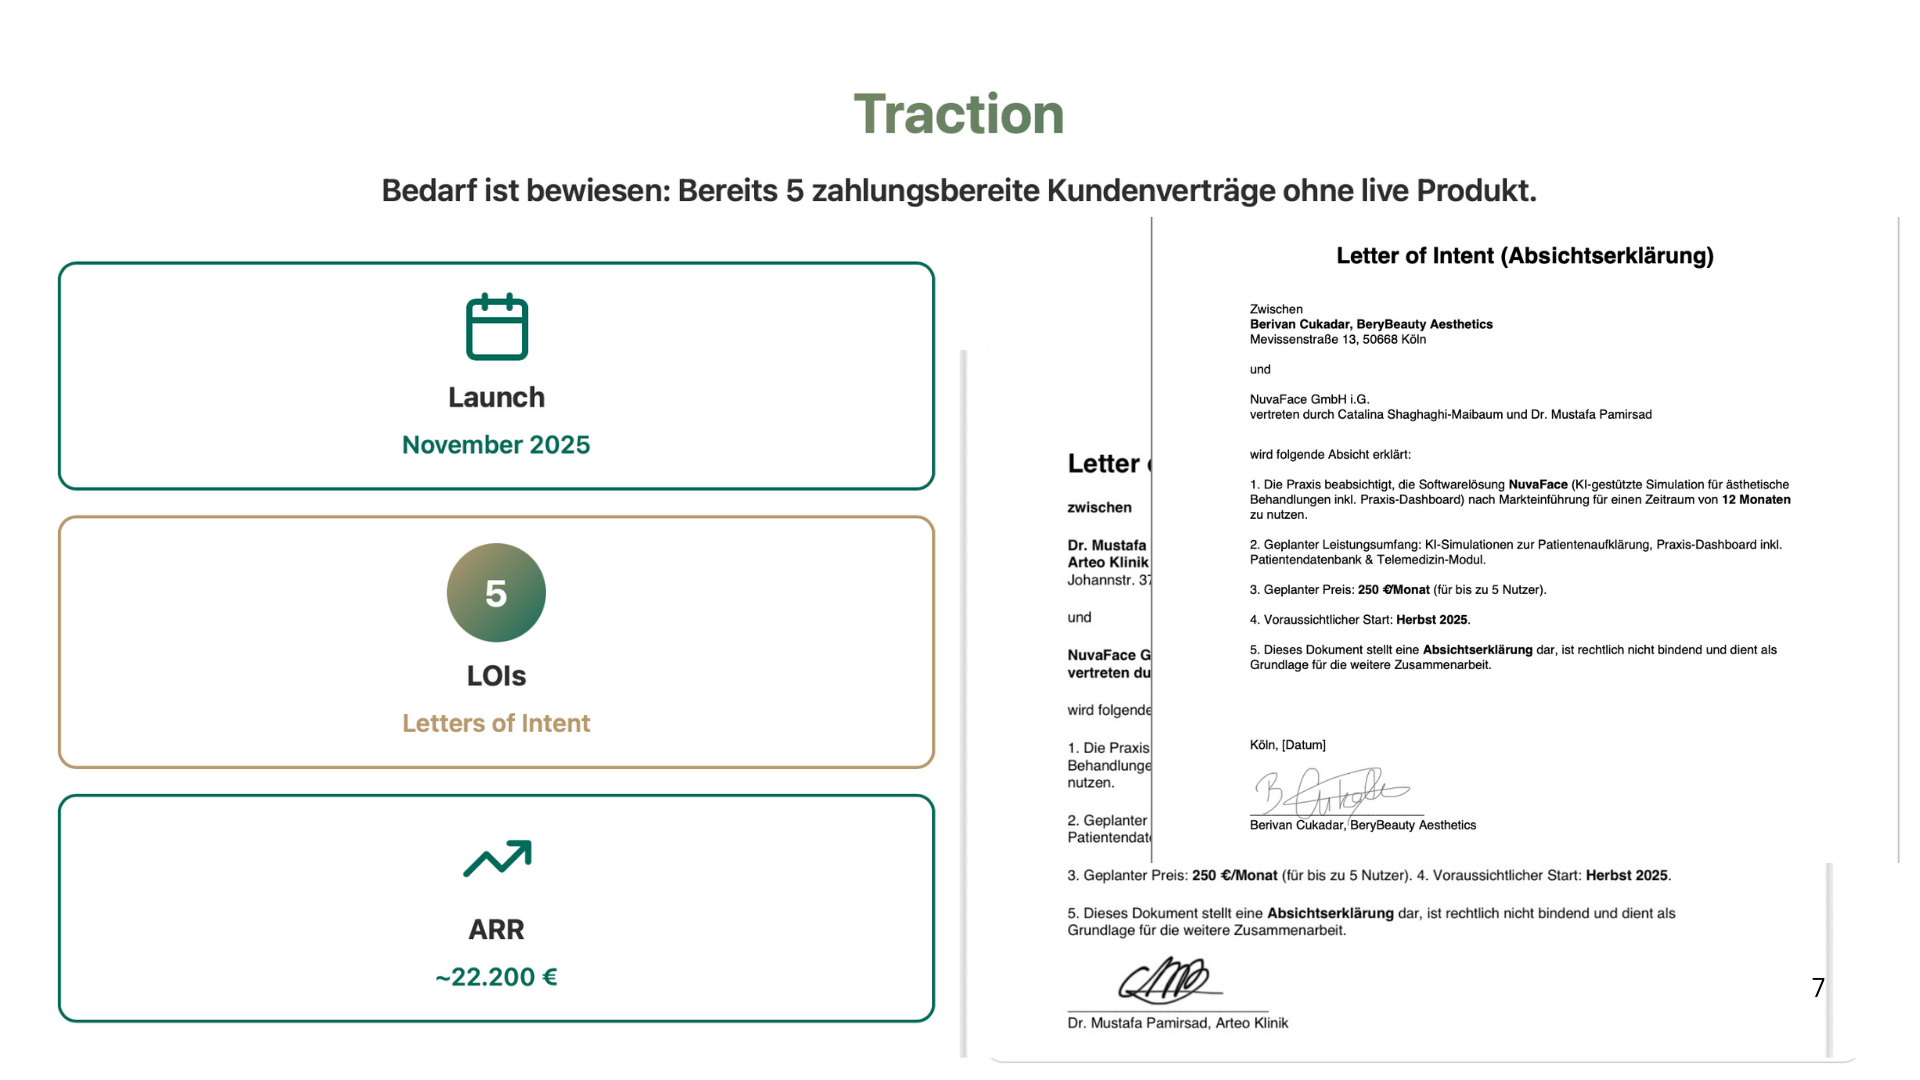 Traction
Bedarf ist bewiesen: Bereits 5 zahlungsbereite Kundenverträge ohne live Produkt.
Launch
November 2025
5
LOIs
Letters of Intent
ARR
~22.200 €
Letter of Intent (Absichtserklärung)
Zwischen
Berivan Cukadar, BeryBeauty Aesthetics
Mevissenstraße 13, 50668 Köln
und
NuvaFace GmbH i.G.
vertreten durch Catalina Shaghaghi-Maibaum und Dr. Mustafa Pamirsad
wird folgende Absicht erklärt:
1. Die Praxis beabsichtigt, die Softwarelösung NuvaFace (KI-gestützte Simulation für ästhetische
Behandlungen inkl. Praxis-Dashboard) nach Markteinführung für einen Zeitraum von 12 Monaten
zu nutzen.
2. Geplanter Leistungsumfang: KI-Simulationen zur Patientenaufklärung, Praxis-Dashboard inkl.
Patientendatenbank & Telemedizin-Modul.
3. Geplanter Preis: 250 €/Monat (für bis zu 5 Nutzer).
4. Voraussichtlicher Start: Herbst 2025.
5. Dieses Dokument stellt eine Absichtserklärung dar, ist rechtlich nicht bindend und dient als
Grundlage für die weitere Zusammenarbeit.
Köln, [Datum]
Berivan Cukadar, BeryBeauty Aesthetics
Letter
zwischen
Dr. Mustafa
Arteo Klinik
Johannstr. 37
und
NuvaFace G
vertreten du
wird folgende
1. Die Praxis
Behandlunge
nutzen.
2. Geplanter
Patientendat
3. Geplanter Preis: 250 €/Monat (für bis zu 5 Nutzer). 4. Voraussichtlicher Start: Herbst 2025.
5. Dieses Dokument stellt eine Absichtserklärung dar, ist rechtlich nicht bindend und dient als
Grundlage für die weitere Zusammenarbeit.
Dr. Mustafa Pamirsad, Arteo Klinik
7